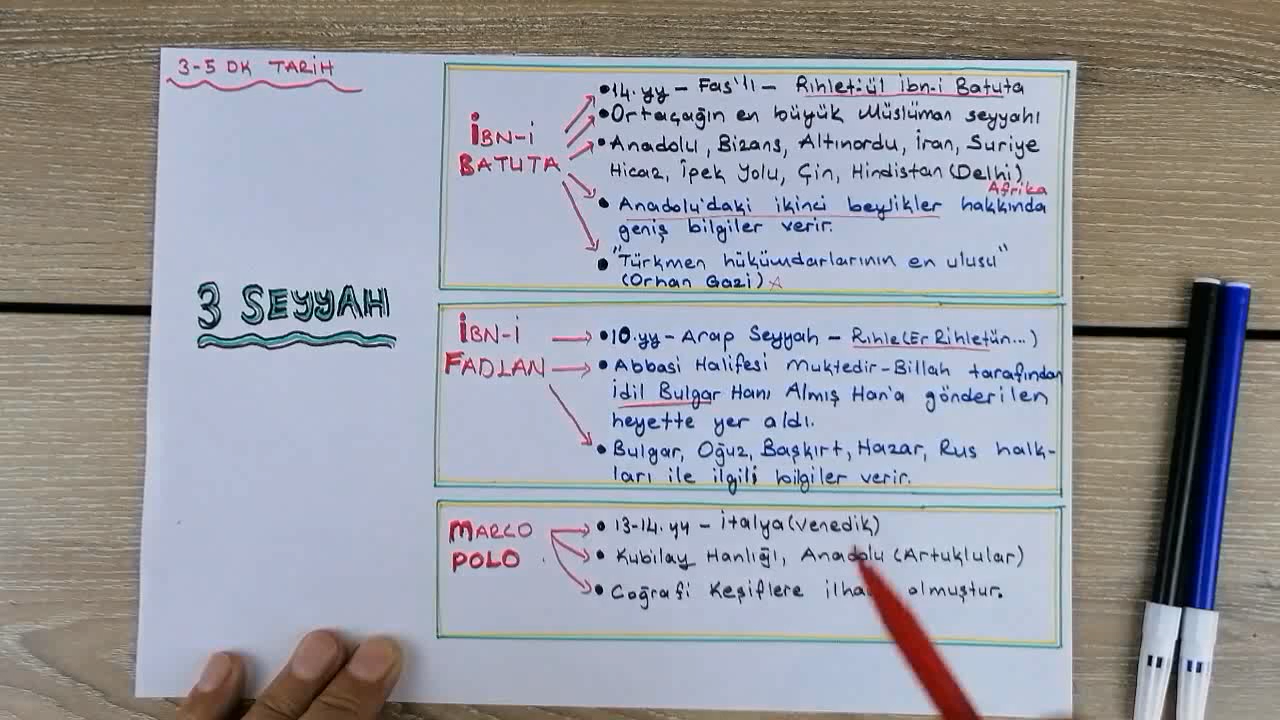 3-5 DK TARİH
3 SEYYAH
İBN-İ
BATUTA
•14.yy - Fas'lı - Rıhlet-ül İbn-i Batuta
•Ortaçağın en büyük Müslüman seyyahı
•Anadolu, Bizans, Altınordu, İran, Suriye
Hicaz, İpek Yolu, Çin, Hindistan (Delhi)
Afrika
• Anadolu'daki ikinci beylikler hakkında
geniş bilgiler verir.
• "Türkmen hükümdarlarının en ulusu"
(Orhan Gazi)
İBN-İ
FADLAN
•10.yy - Arap Seyyah - Rıhle(Er Rihletün...)
•Abbasi Halifesi Muktedir-Billah tarafından
İdil Bulgar Hanı Almış Han'a gönderilen
heyette yer aldı.
•Bulgar, Oğuz, Başkırt, Hazar, Rus halk-
ları ile ilgili bilgiler verir.
MARCO
POLO
• 13-14.yy - İtalya(Venedik)
• Kubilay Hanlığı, Anadolu (Artuklular)
• Coğrafi Keşiflere olmuştur.